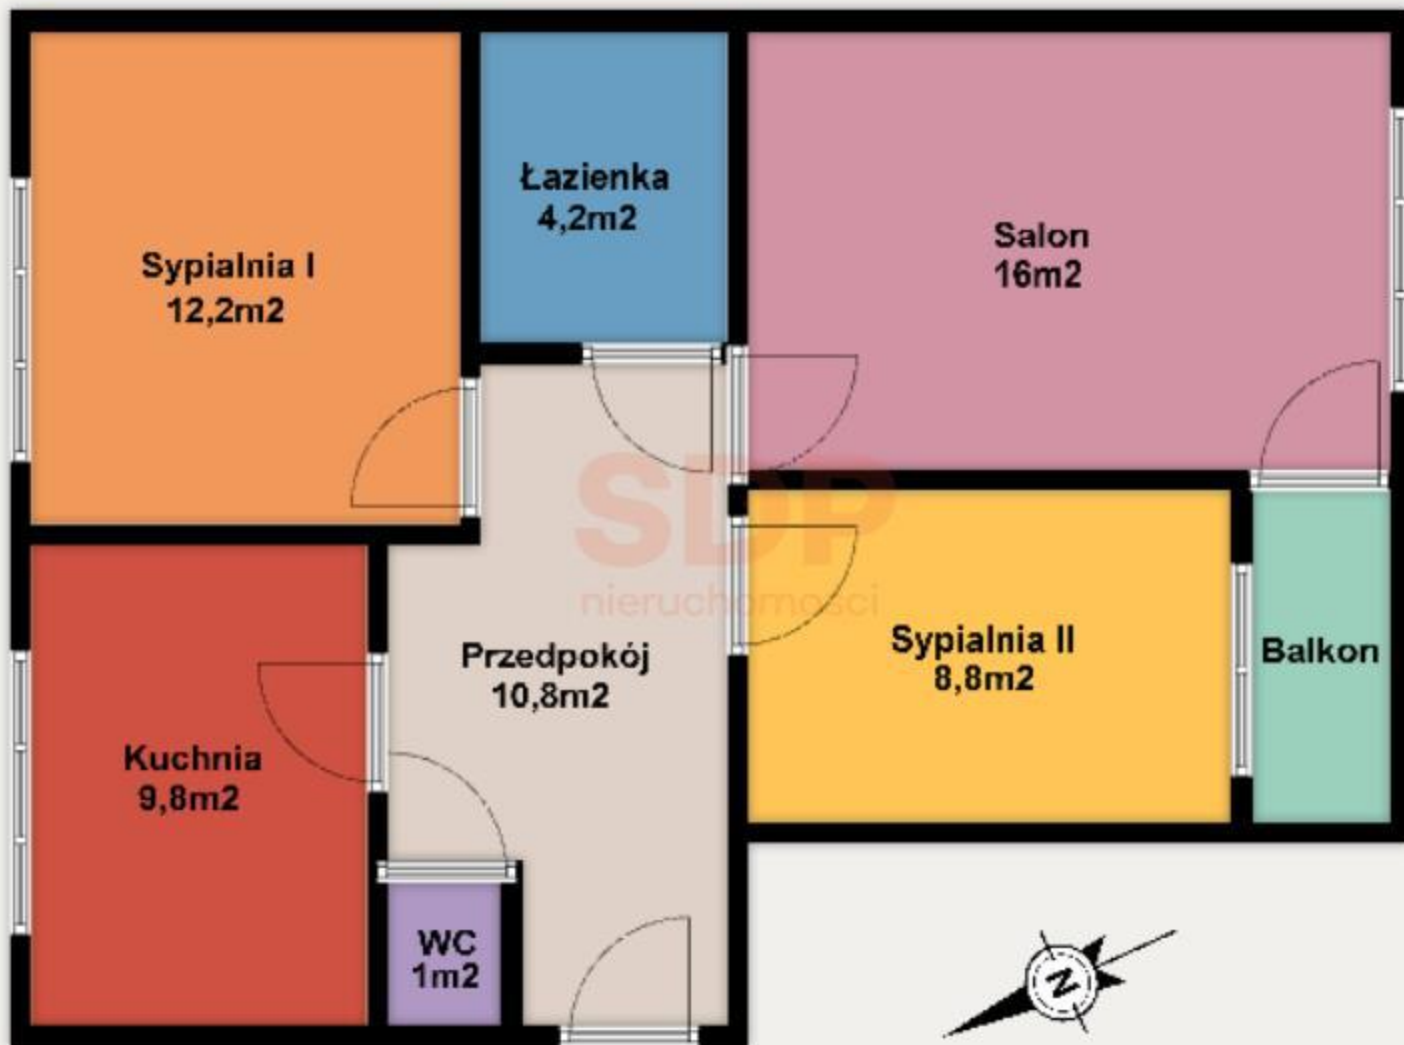 Łazienka
4,2m2
Salon
16m2
Sypialnia I
12,2m2
SDP
nieruchomości
Sypialnia II
8,8m2
Balkon
Przedpokój
10,8m2
Kuchnia
9,8m2
WC
1m2
N